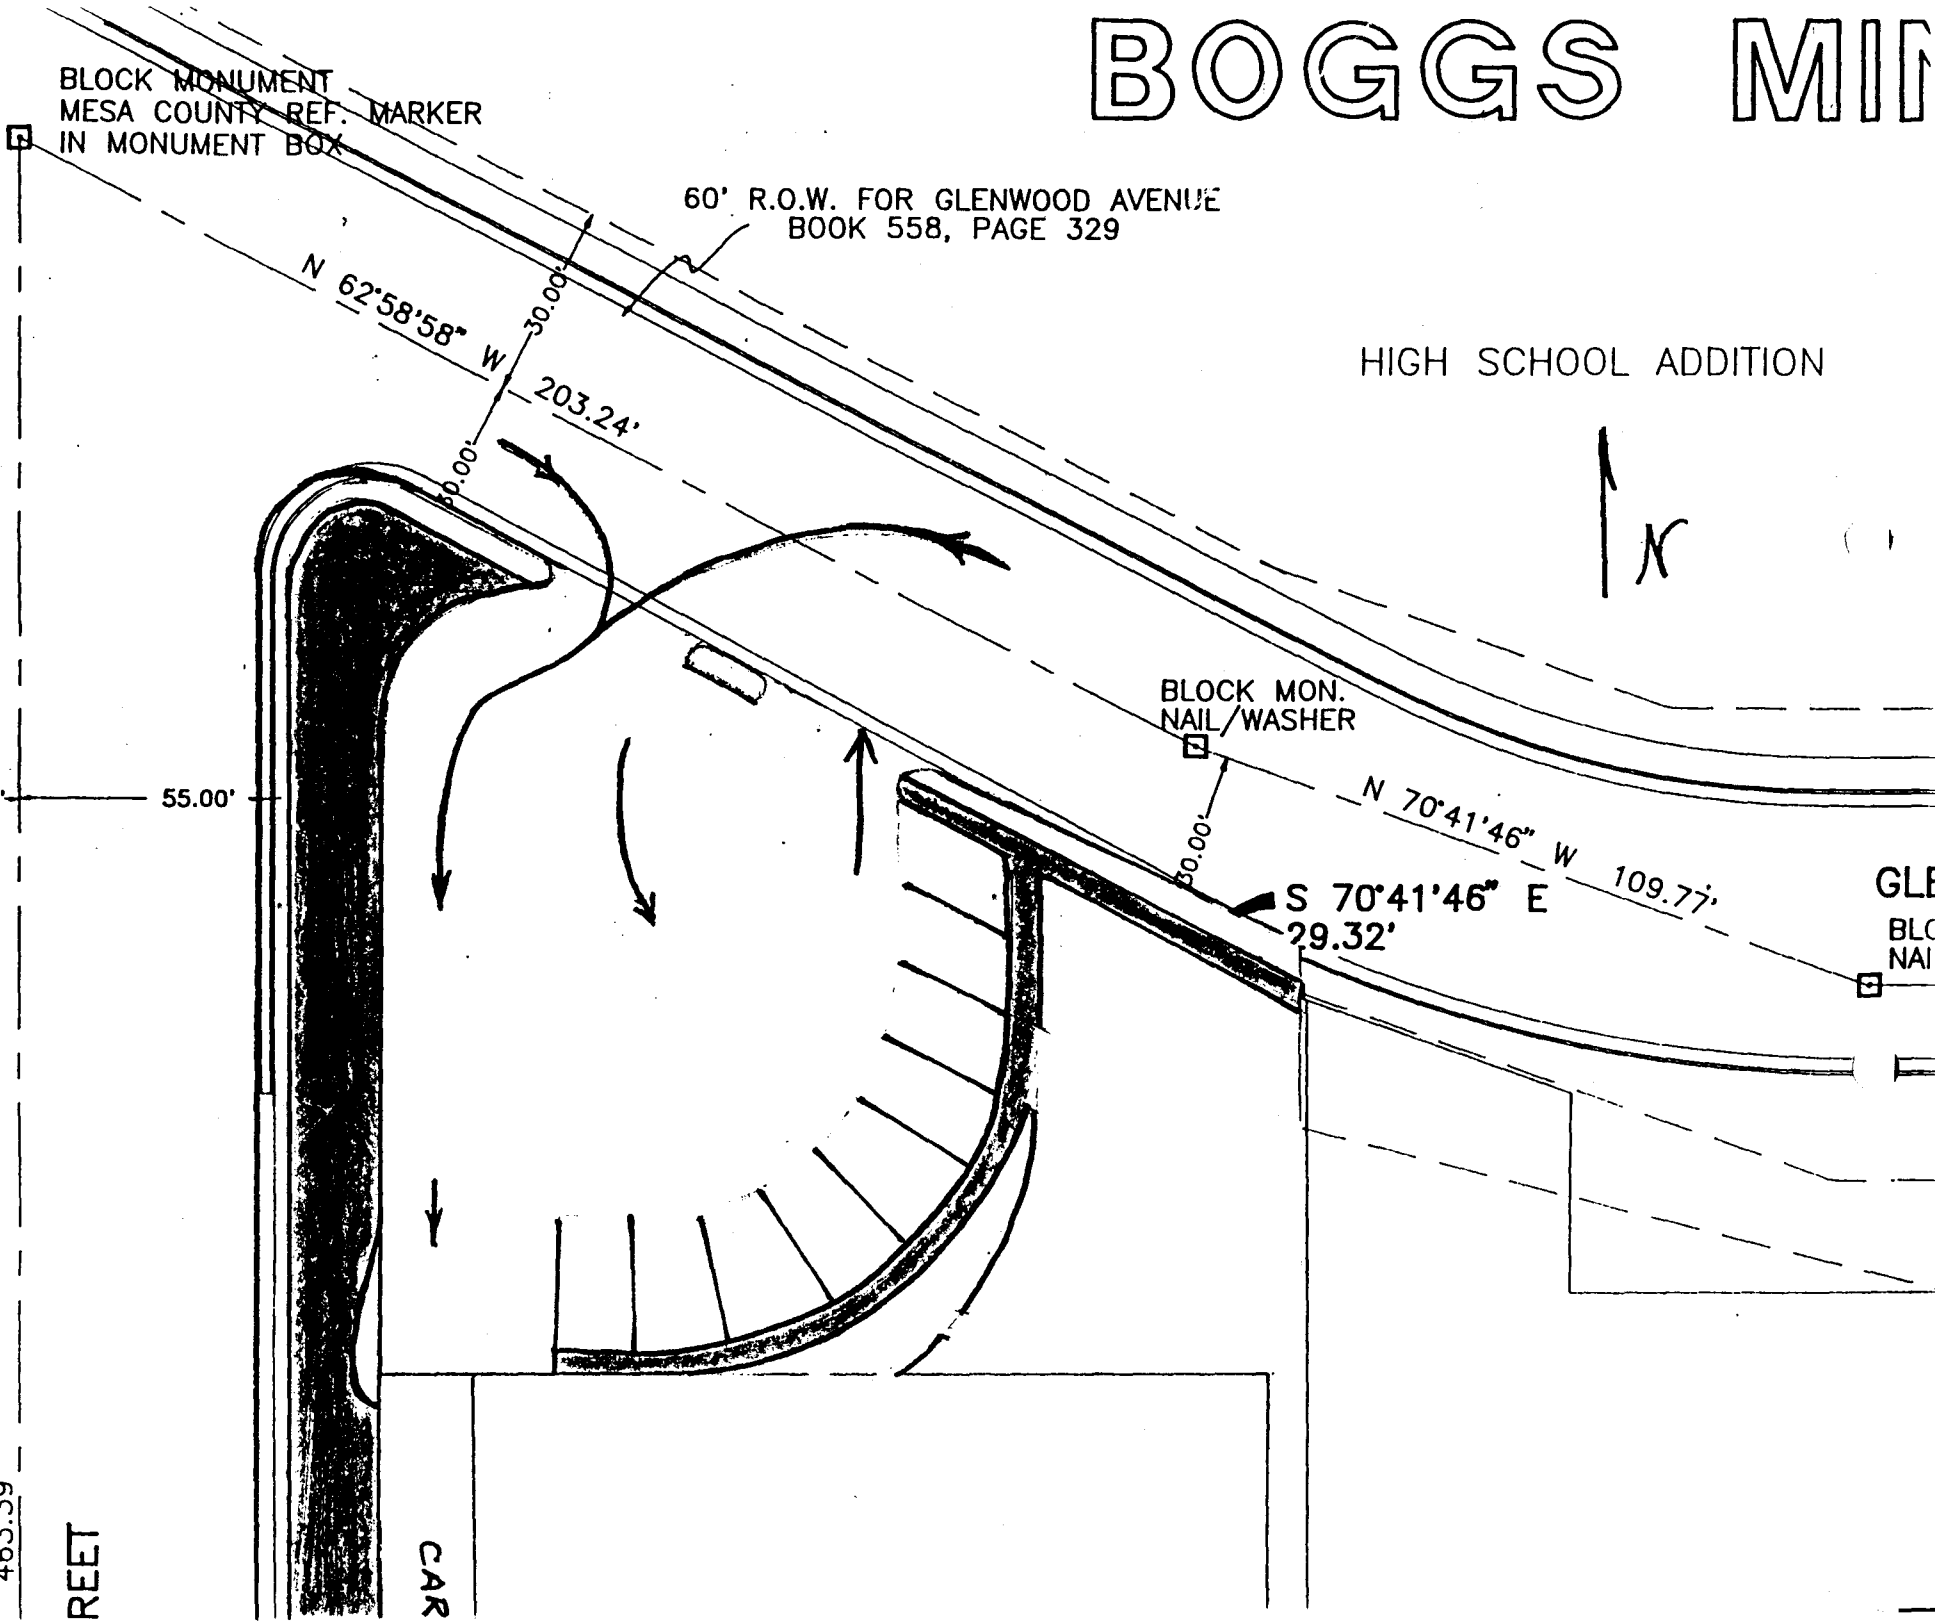 BOGGS MIN
BLOCK MONUMENT
MESA COUNTY REF. MARKER
IN MONUMENT BOX
60' R.O.W. FOR GLENWOOD AVENUE
BOOK 558, PAGE 329
N 62°58'58" W 203.24'
30.00'
30.00'
HIGH SCHOOL ADDITION
N
BLOCK MON.
NAIL/WASHER
55.00'
30.00'
N 70°41'46" W 109.77'
S 70°41'46" E
29.32'
GLE
BLO
NAI
REET
CAR